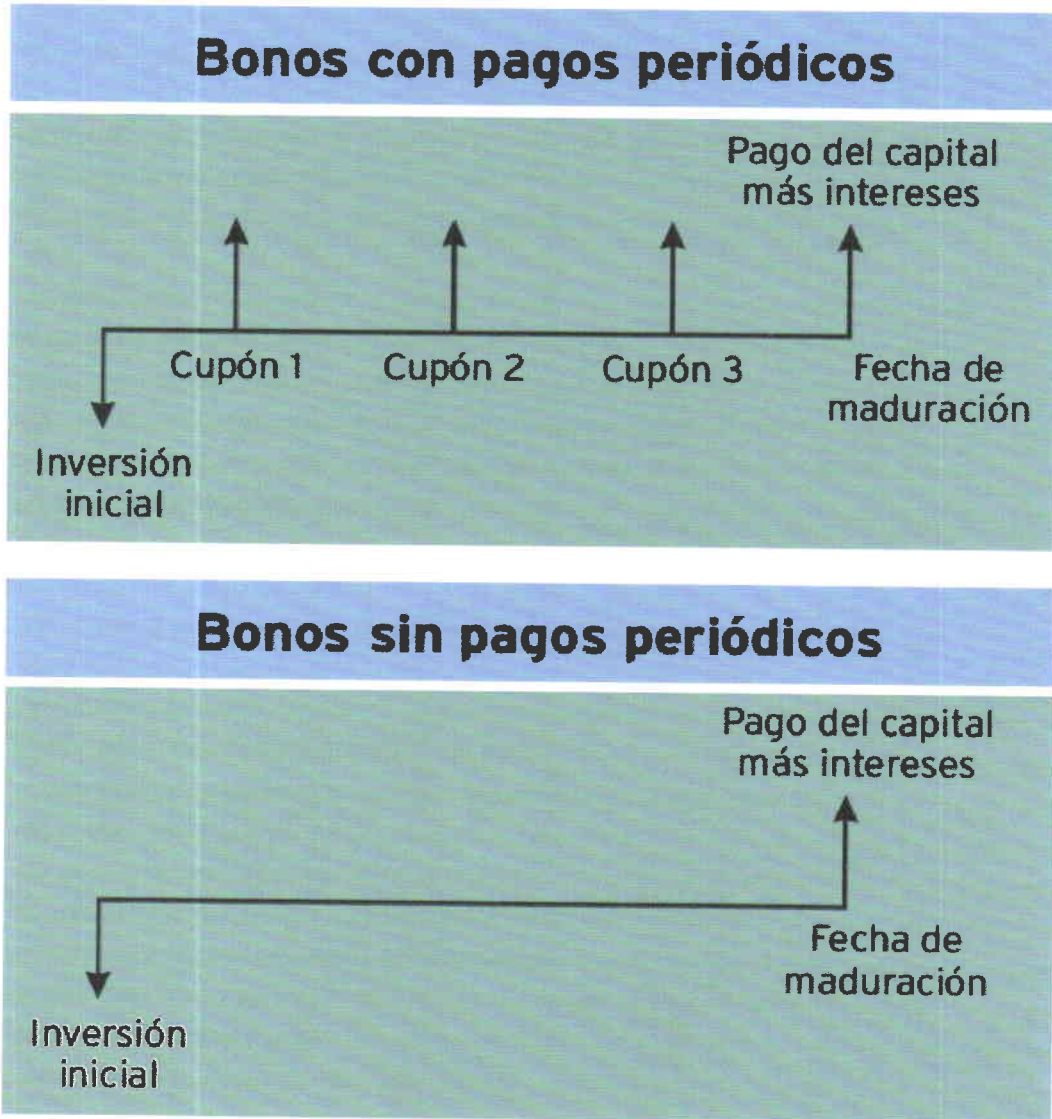 Bonos con pagos periódicos
Pago del capital
más intereses
Cupón 1 Cupón 2 Cupón 3 Fecha de
maduración
Inversión
inicial
Bonos sin pagos periódicos
Pago del capital
más intereses
Fecha de
maduración
Inversión
inicial